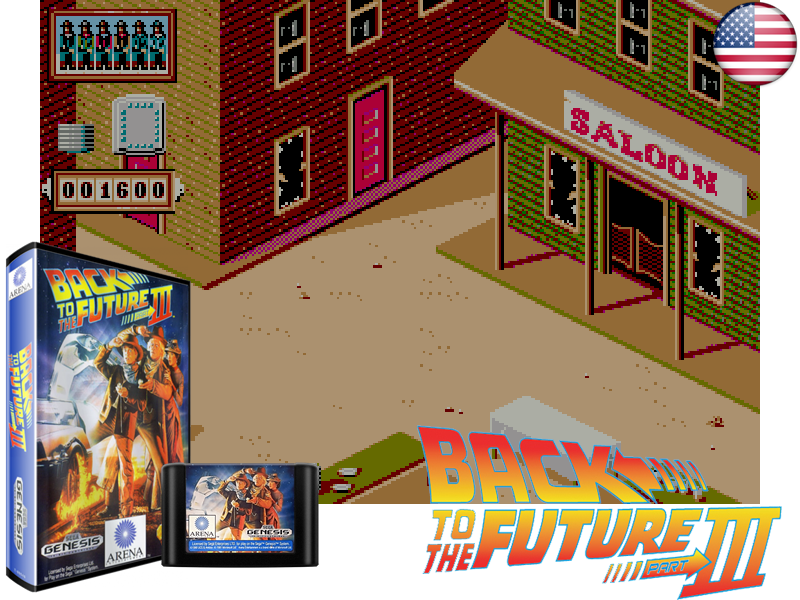 SALOON
001600
BACK
TO
THE FUTURE III
ARENA
BACK
TO THE
FUTURE III
GENESIS
GENESIS
ARENA
ARENA
GENESIS
BACK
TO
THE FUTURE
PART III